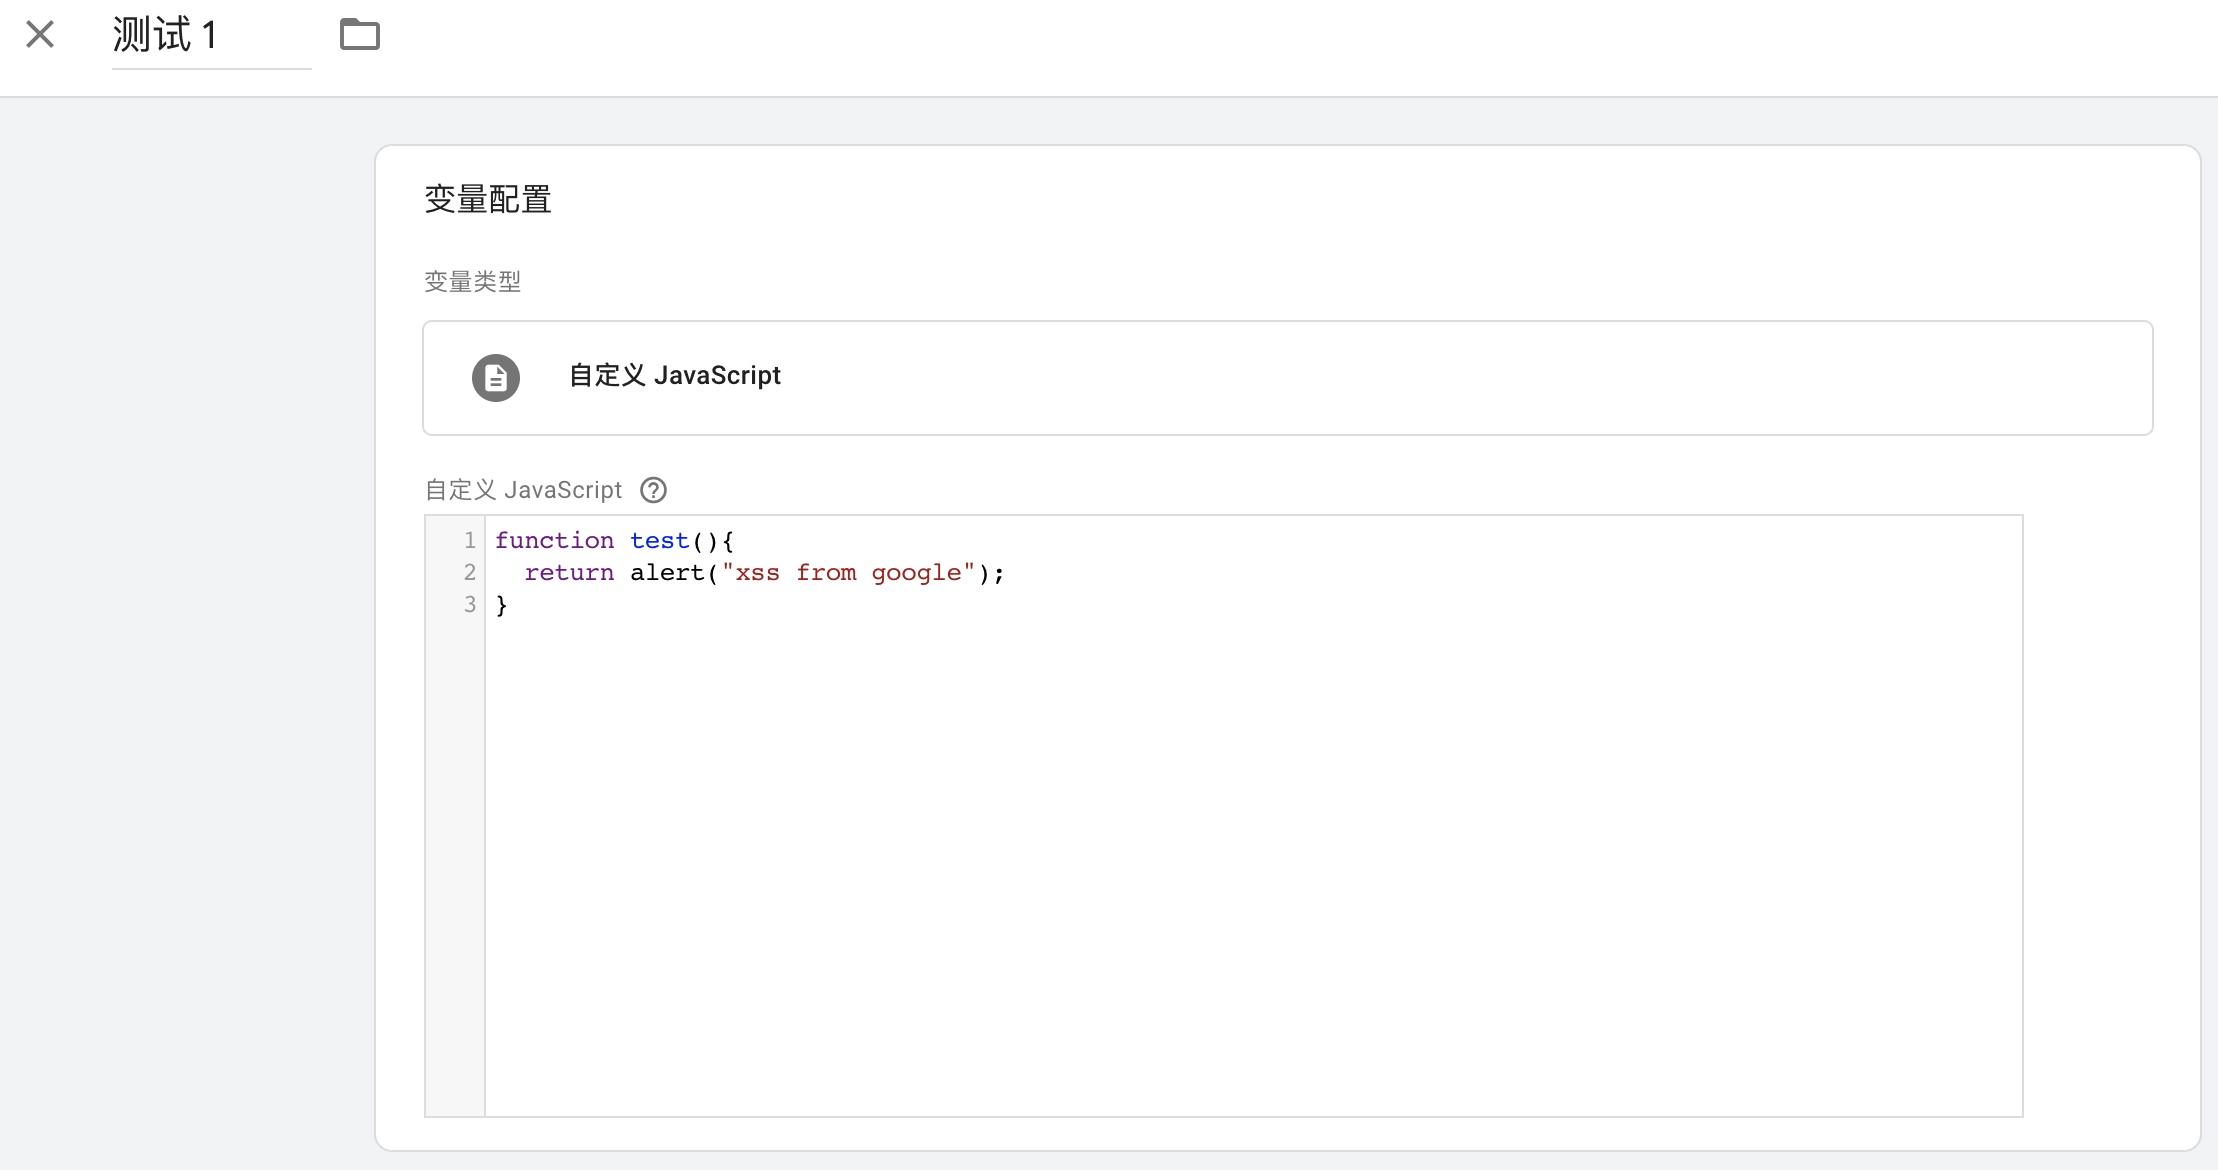 测试 1
变量配置
变量类型
自定义 JavaScript
自定义 JavaScript ?
1 function test(){
2   return alert("xss from google");
3 }